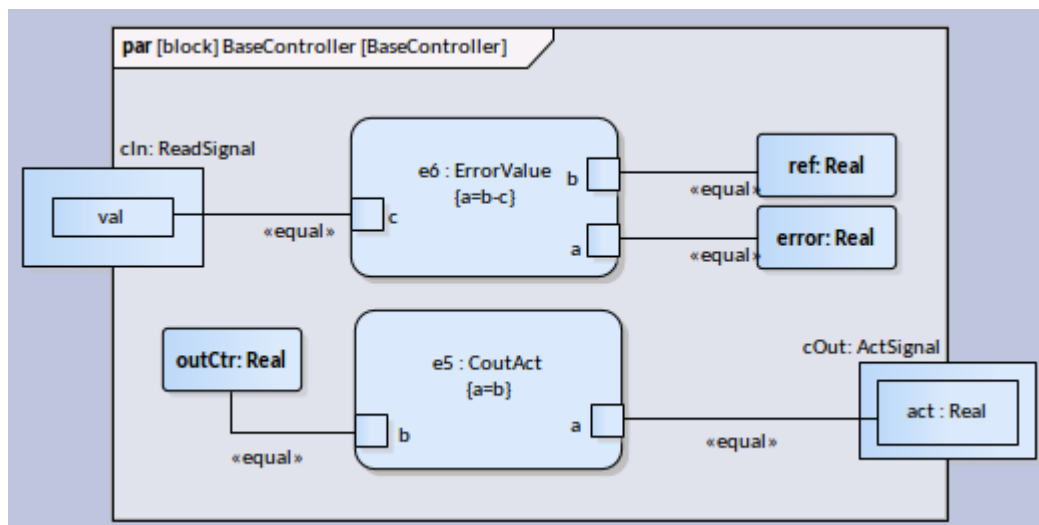 par [block] BaseController [BaseController]
cIn: ReadSignal
val
«equal»
c
e6 : ErrorValue
{a=b-c}
b
a
«equal»
ref: Real
«equal»
error: Real
outCtr: Real
«equal»
b
e5 : CoutAct
{a=b}
a
«equal»
cOut: ActSignal
act : Real